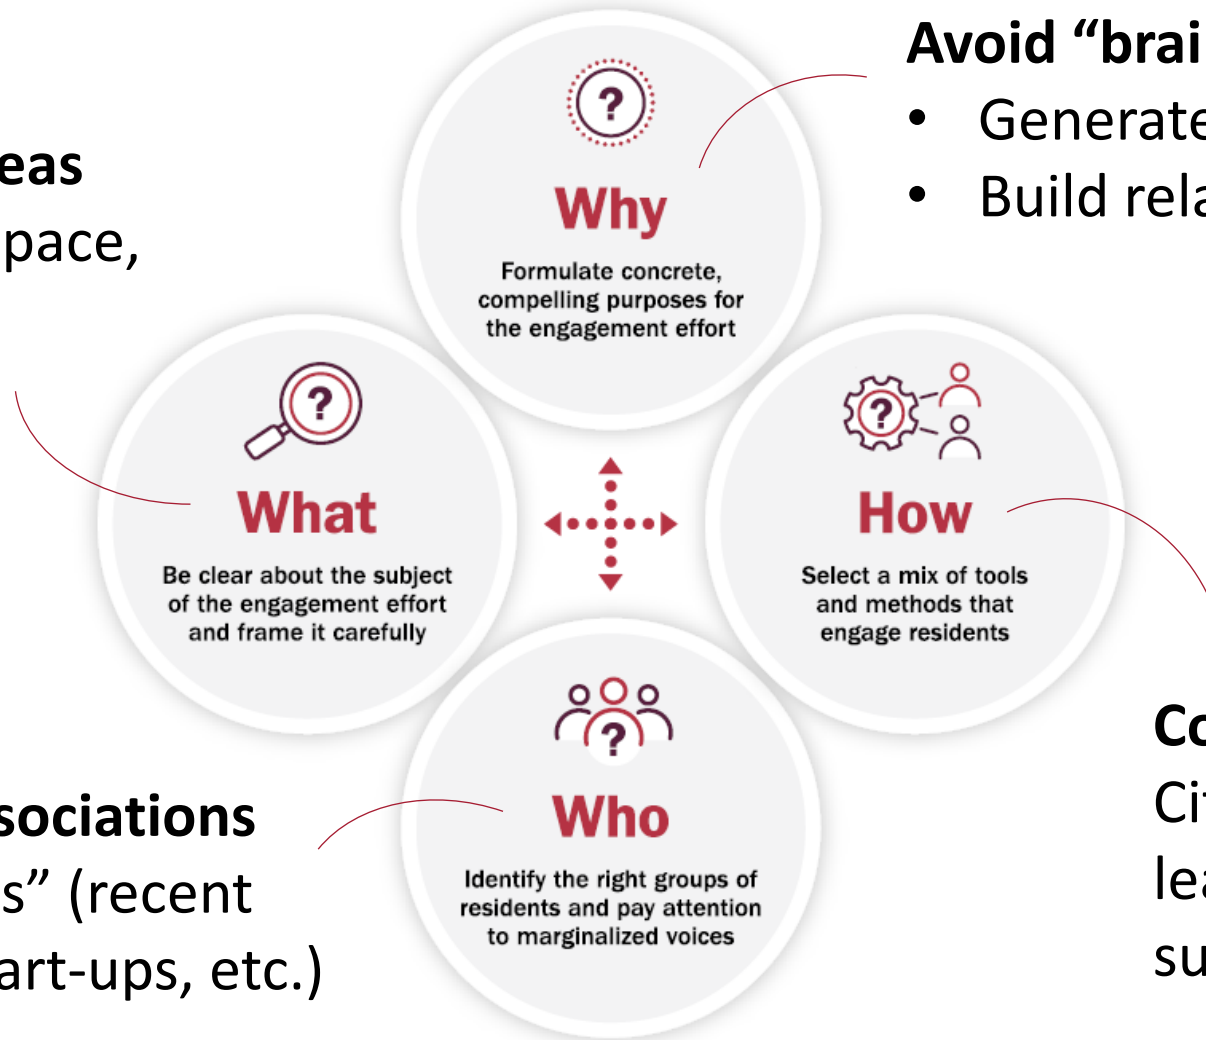 Avoid “brai
• Generate
• Build rela
eas
pace,
?
Why
Formulate concrete,
compelling purposes for
the engagement effort
?
What
Be clear about the subject
of the engagement effort
and frame it carefully
?
How
Select a mix of tools
and methods that
engage residents
?
Who
Identify the right groups of
residents and pay attention
to marginalized voices
sociations
s” (recent
art-ups, etc.)
Co
Cit
lea
su